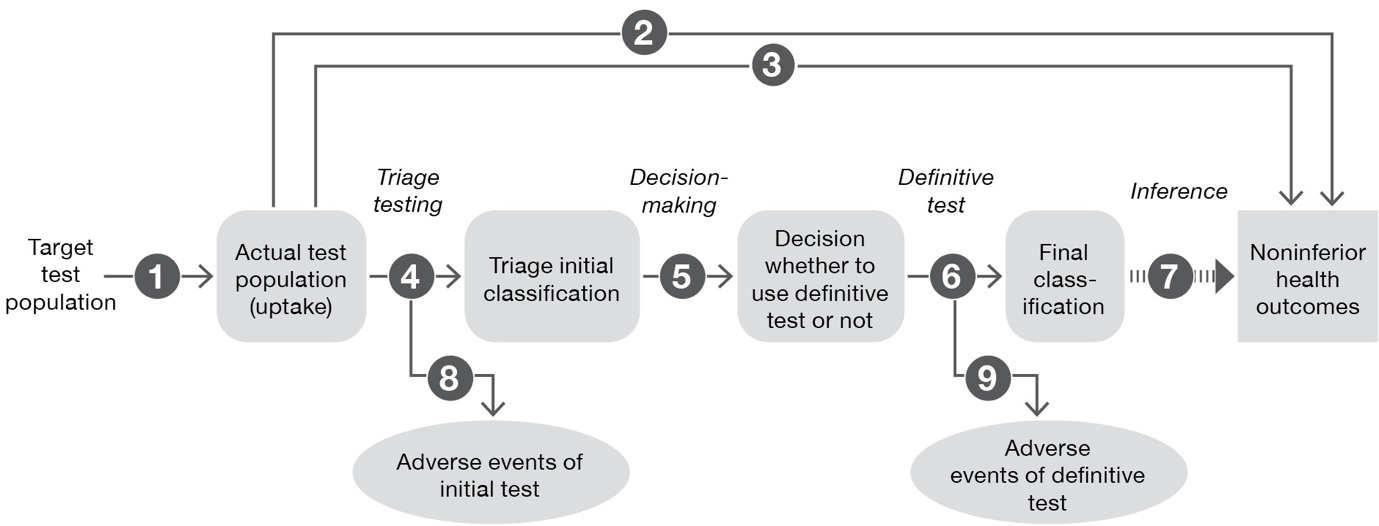 2
3
Triage
testing
Decision-
making
Definitive
test
Inference
Target
test
population
1
Actual test
population
(uptake)
4
Triage initial
classification
5
Decision
whether to
use definitive
test or not
6
Final
class-
ification
7
Noninferior
health
outcomes
8
9
Adverse events of
initial test
Adverse
events of definitive
test